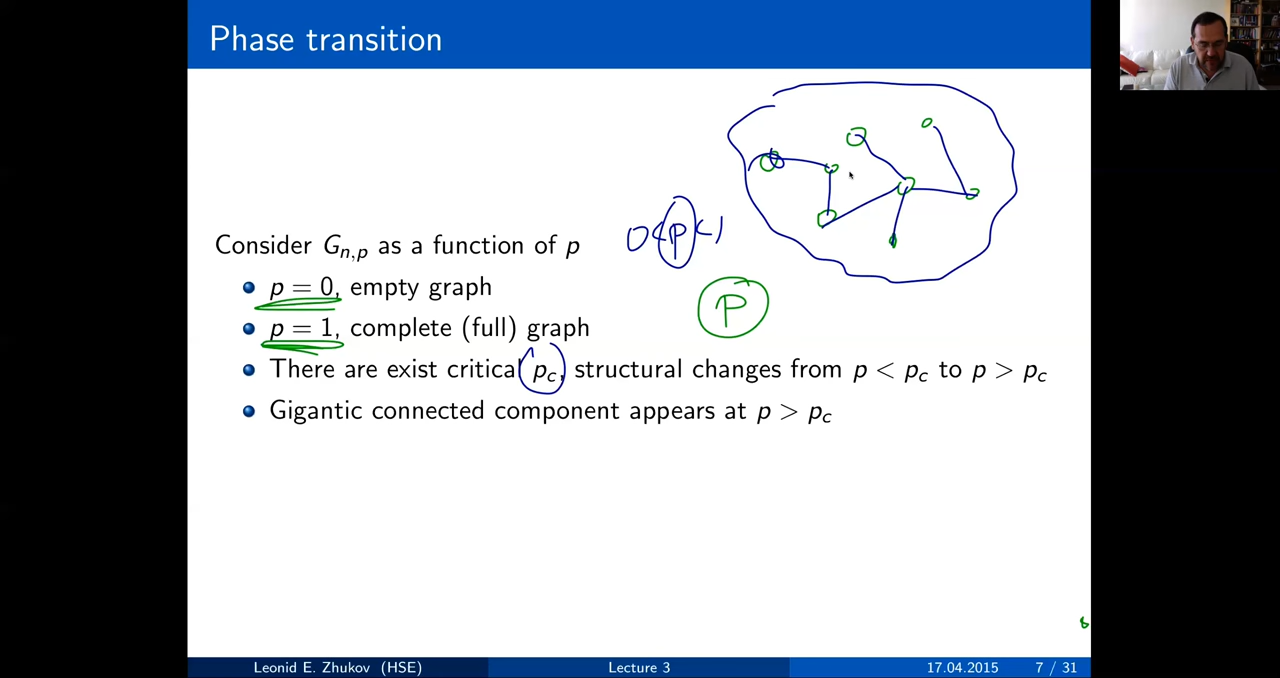 Phase transition
Consider G_{n,p} as a function of p
0<p<1
p = 0, empty graph
P
p = 1, complete (full) graph
There are exist critical p_c, structural changes from p < p_c to p > p_c
Gigantic connected component appears at p > p_c
Leonid E. Zhukov (HSE) Lecture 3 17.04.2015 7 / 31